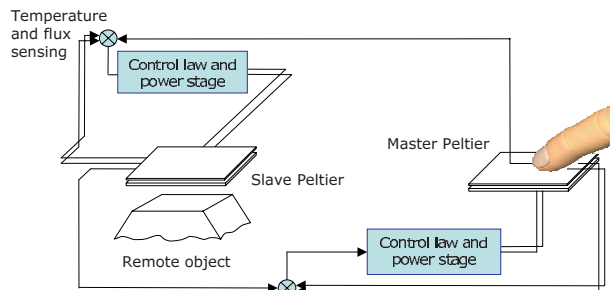 Temperature
and flux
sensing
Control law and
power stage
Master Peltier
Slave Peltier
Control law and
power stage
Remote object